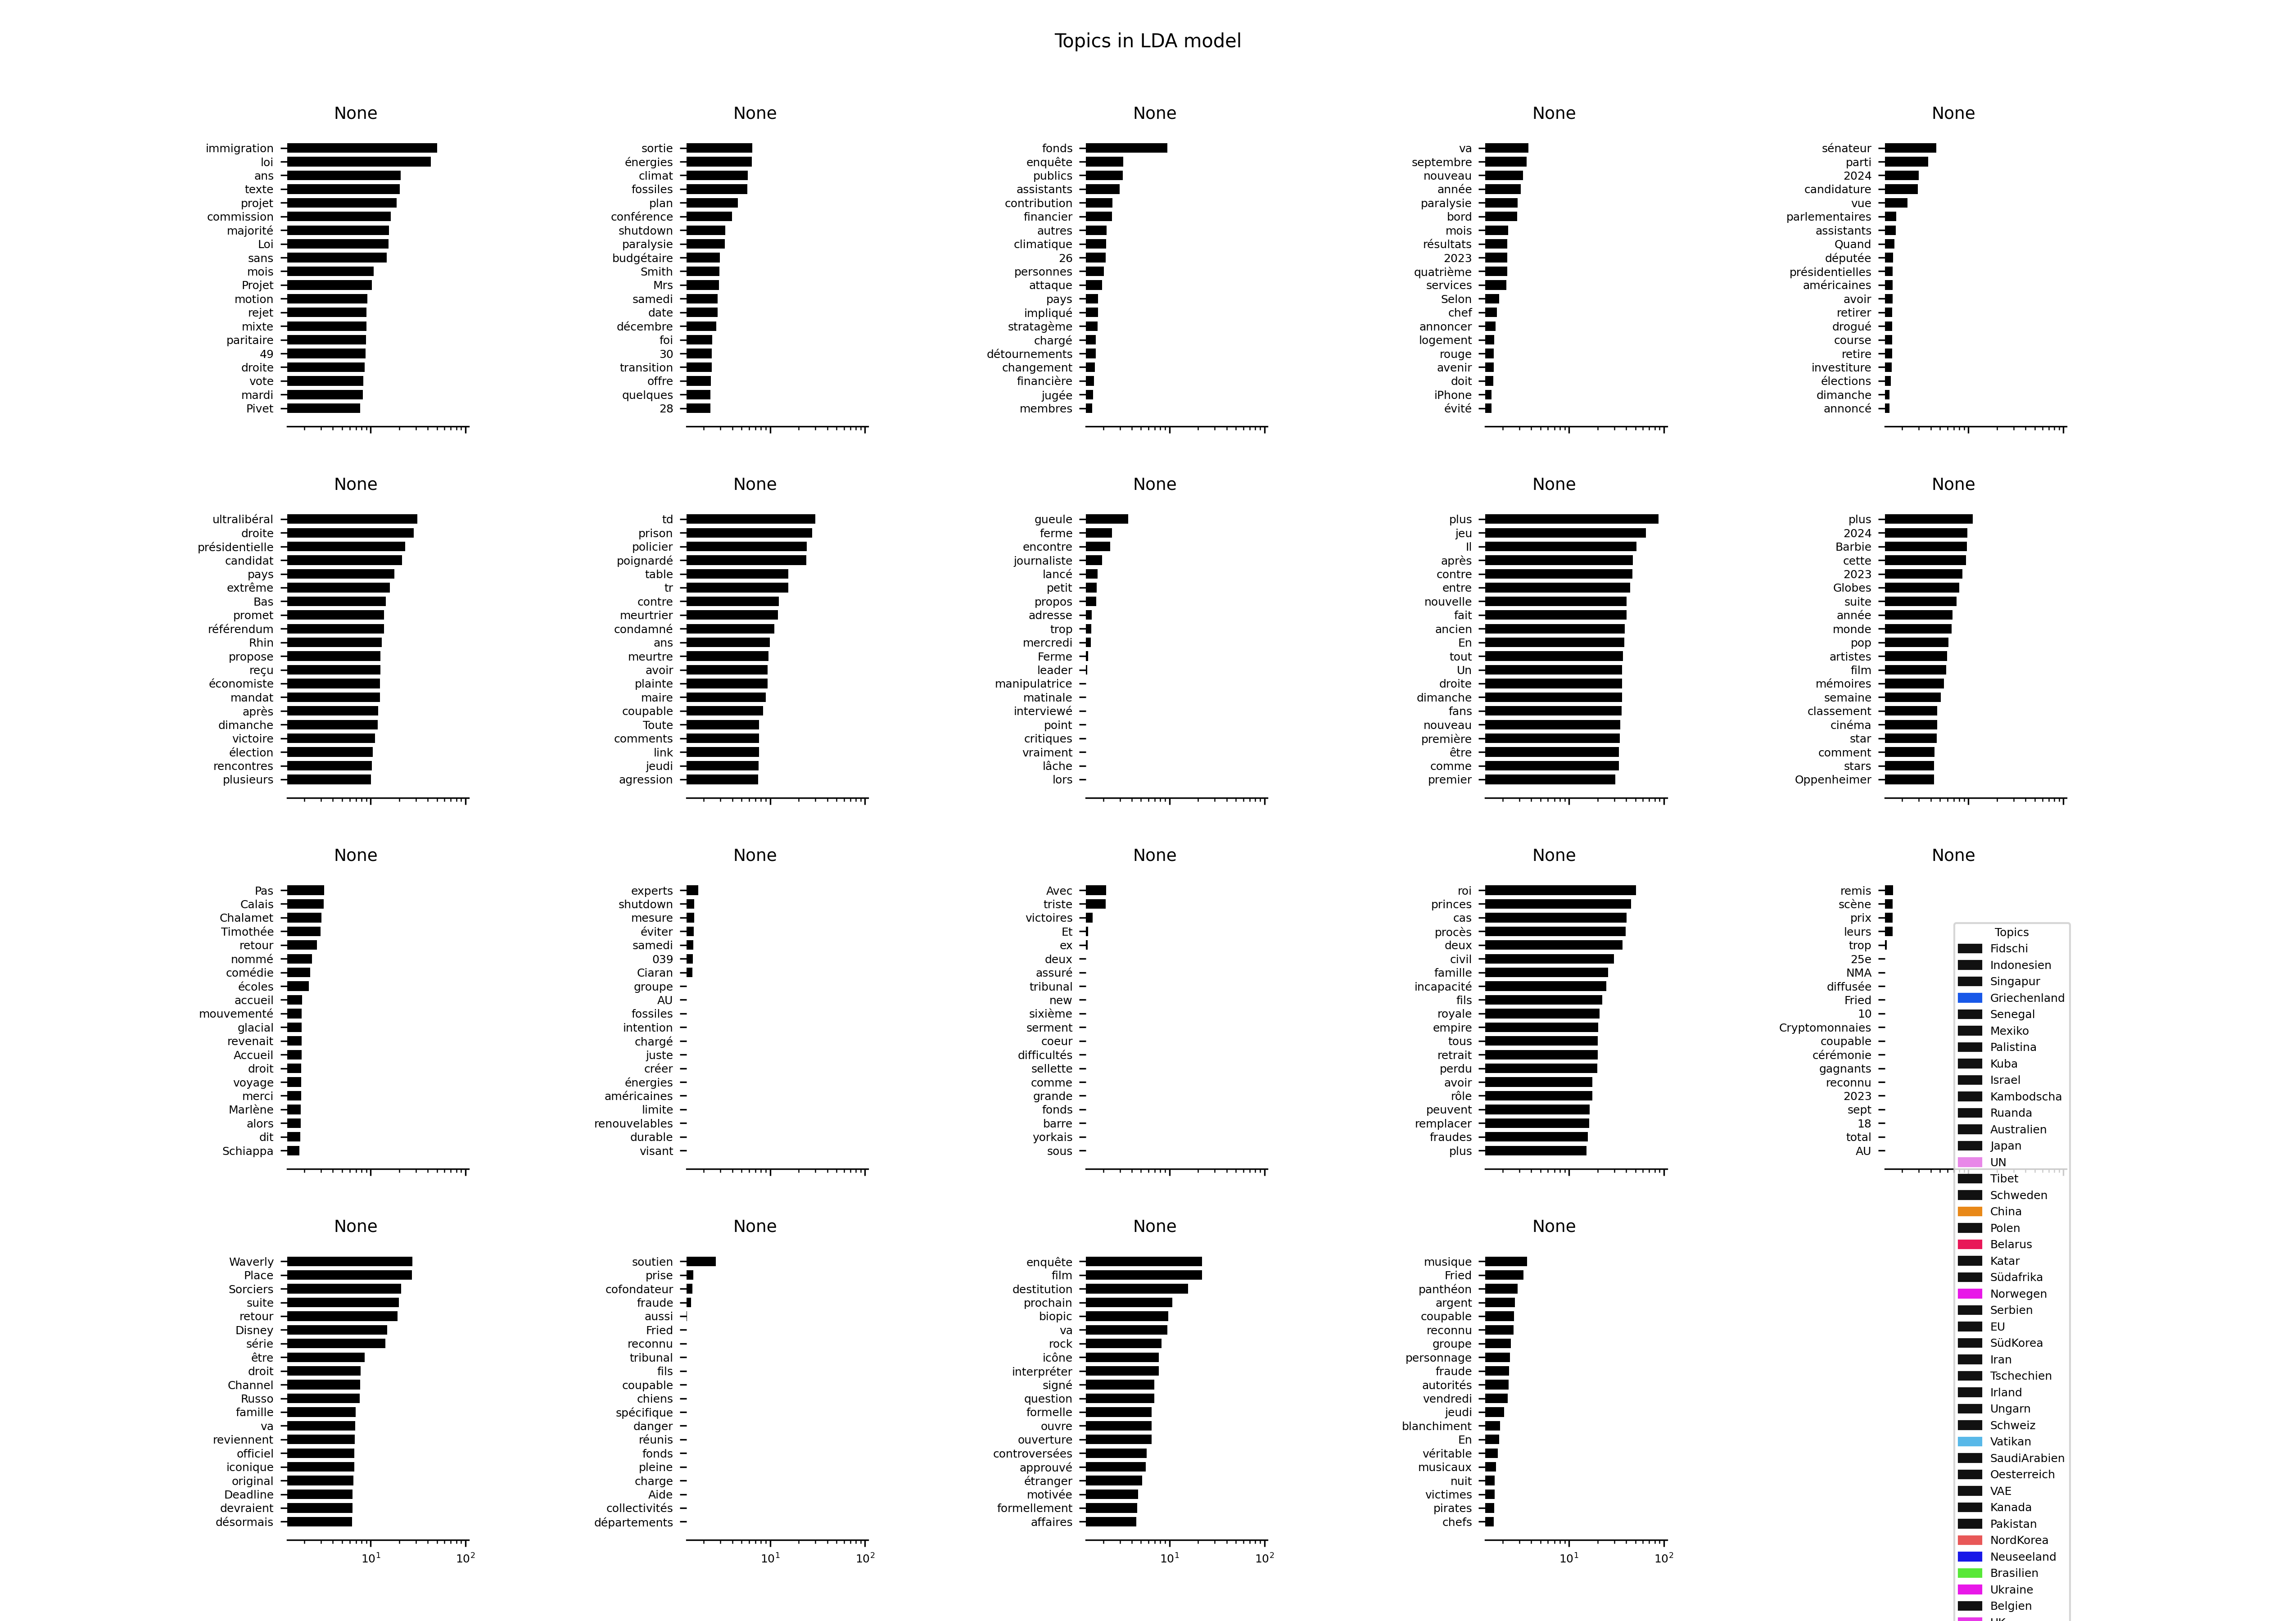 Topics in LDA model
None
immigration
loi
ans
texte
projet
commission
majorité
Loi
sans
mois
Projet
motion
rejet
mixte
paritaire
49
droite
vote
mardi
Pivet
None
sortie
énergies
climat
fossiles
plan
conférence
shutdown
paralysie
budgétaire
Smith
Mrs
samedi
date
décembre
foi
30
transition
offre
quelques
28
None
fonds
enquête
publics
assistants
contribution
financier
autres
climatique
26
personnes
attaque
pays
impliqué
stratagème
chargé
détournements
changement
financière
jugée
membres
None
va
septembre
nouveau
année
paralysie
bord
mois
résultats
2023
quatrième
services
Selon
chef
annoncer
logement
rouge
avenir
doit
iPhone
évité
None
sénateur
parti
2024
candidature
vue
parlementaires
assistants
Quand
députée
présidentielles
américaines
avoir
retirer
drogué
course
retire
investiture
élections
dimanche
annoncé
None
ultralibéral
droite
présidentielle
candidat
pays
extrême
Bas
promet
référendum
Rhin
propose
reçu
économiste
mandat
après
dimanche
victoire
élection
rencontres
plusieurs
None
td
prison
policier
poignardé
table
tr
contre
meurtrier
condamné
ans
meurtre
avoir
plainte
maire
coupable
Toute
comments
link
jeudi
agression
None
gueule
ferme
encontre
journaliste
lancé
petit
propos
adresse
trop
mercredi
Ferme
leader
manipulatrice
matinale
interviewé
point
critiques
vraiment
lâche
lors
None
plus
jeu
Il
après
contre
entre
nouvelle
fait
ancien
En
tout
Un
droite
dimanche
fans
nouveau
première
être
comme
premier
None
plus
2024
Barbie
cette
2023
Globes
suite
année
monde
pop
artistes
film
mémoires
semaine
classement
cinéma
star
comment
stars
Oppenheimer
None
Pas
Calais
Chalamet
Timothée
retour
nommé
comédie
écoles
accueil
mouvementé
glacial
revenait
Accueil
droit
voyage
merci
Marlène
alors
dit
Schiappa
None
experts
shutdown
mesure
éviter
samedi
039
Ciaran
groupe
AU
fossiles
intention
chargé
juste
créer
énergies
américaines
limite
renouvelables
durable
visant
None
Avec
triste
victoires
Et
ex
deux
assuré
tribunal
new
sixième
serment
coeur
difficultés
sellette
comme
grande
fonds
barre
yorkais
sous
None
roi
princes
cas
procès
deux
civil
famille
incapacité
fils
royale
empire
tous
retrait
perdu
avoir
rôle
peuvent
remplacer
fraudes
plus
None
remis
scène
prix
leurs
trop
25e
NMA
diffusée
Fried
10
Cryptomonnaies
coupable
cérémonie
gagnants
reconnu
2023
sept
18
total
AU
None
Waverly
Place
Sorciers
suite
retour
Disney
série
être
droit
Channel
Russo
famille
va
reviennent
officiel
iconique
original
Deadline
devraient
désormais
10¹ 10²
None
soutien
prise
cofondateur
fraude
aussi
Fried
reconnu
tribunal
fils
coupable
chiens
spécifique
danger
réunis
fonds
pleine
charge
Aide
collectivités
départements
10¹ 10²
None
enquête
film
destitution
prochain
biopic
va
rock
icône
interpréter
signé
question
formelle
ouvre
ouverture
controversées
approuvé
étranger
motivée
formellement
affaires
10¹ 10²
None
musique
Fried
panthéon
argent
coupable
reconnu
groupe
personnage
fraude
autorités
vendredi
jeudi
blanchiment
En
véritable
musicaux
nuit
victimes
pirates
chefs
10¹ 10²
Topics
Fidschi
Indonesien
Singapur
Griechenland
Senegal
Mexiko
Palistina
Kuba
Israel
Kambodscha
Ruanda
Australien
Japan
UN
Tibet
Schweden
China
Polen
Belarus
Katar
Südafrika
Norwegen
Serbien
EU
SüdKorea
Iran
Tschechien
Irland
Ungarn
Schweiz
Vatikan
SaudiArabien
Oesterreich
VAE
Kanada
Pakistan
NordKorea
Neuseeland
Brasilien
Ukraine
Belgien